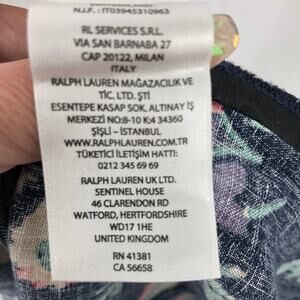 SWITZERLAND
N.I.F.: IT03945310963
RL SERVICES S.R.L.
VIA SAN BARNABA 27
CAP 20122, MILAN
ITALY
RALPH LAUREN MAĞAZACILIK VE
TİC. LTD. ŞTİ
ESENTEPE KASAP SOK. ALTINAY İŞ
MERKEZİ NO:8-10 K:4 34360
ŞİŞLİ – İSTANBUL
WWW.RALPHLAUREN.COM
TÜKETİCİ İLETİŞİM HATTI:
0212 345 69 69
RALPH LAUREN UK LTD.
SENTINEL HOUSE
46 CLARENDON RD
WATFORD, HERTFORDSHIRE
WD17 1HE
UNITED KINGDOM
RN 41381
CA 56658